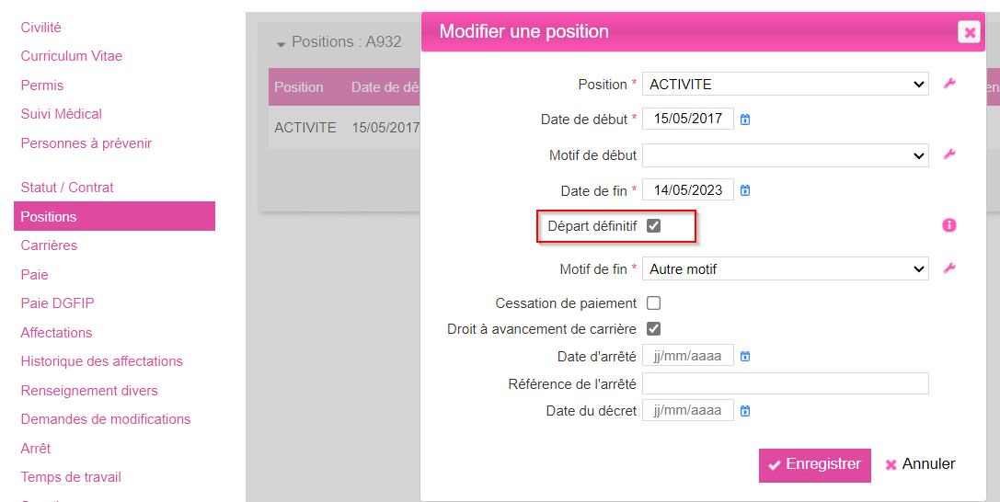 Civilité
Curriculum Vitae
Permis
Suivi Médical
Personnes à prévenir
Statut / Contrat
Positions
Carrières
Paie
Paie DGFIP
Affectations
Historique des affectations
Renseignement divers
Demandes de modifications
Arrêt
Temps de travail
Positions : A932
Position Date de dé
ACTIVITE 15/05/2017
Modifier une position
Position * ACTIVITE
Date de début * 15/05/2017
Motif de début
Date de fin * 14/05/2023
Départ définitif
Motif de fin * Autre motif
Cessation de paiement
Droit à avancement de carrière
Date d'arrêté jj/mm/aaaa
Référence de l'arrêté
Date du décret jj/mm/aaaa
Enregistrer Annuler
en